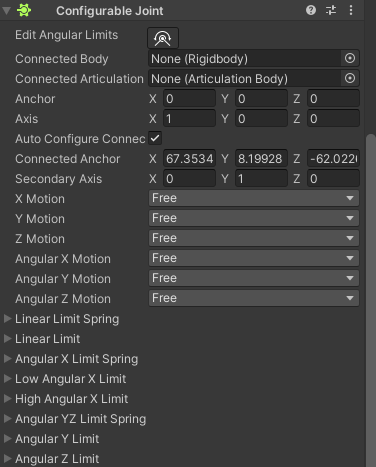 Configurable Joint
Edit Angular Limits
Connected Body None (Rigidbody)
Connected Articulation None (Articulation Body)
Anchor X 0 Y 0 Z 0
Axis X 1 Y 0 Z 0
Auto Configure Connec
Connected Anchor X 67.3534 Y 8.19928 Z -62.022
Secondary Axis X 0 Y 1 Z 0
X Motion Free
Y Motion Free
Z Motion Free
Angular X Motion Free
Angular Y Motion Free
Angular Z Motion Free
Linear Limit Spring
Linear Limit
Angular X Limit Spring
Low Angular X Limit
High Angular X Limit
Angular YZ Limit Spring
Angular Y Limit
Angular Z Limit